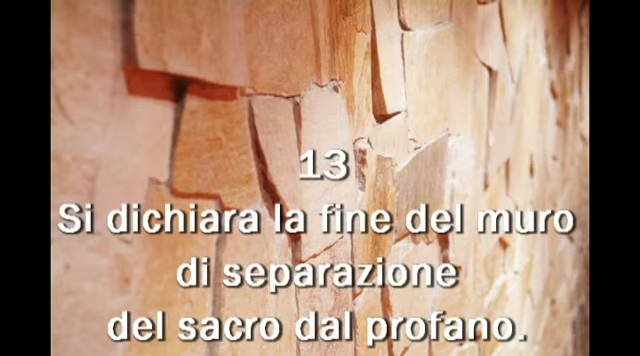 13
Si dichiara la fine del muro
di separazione
del sacro dal profano.